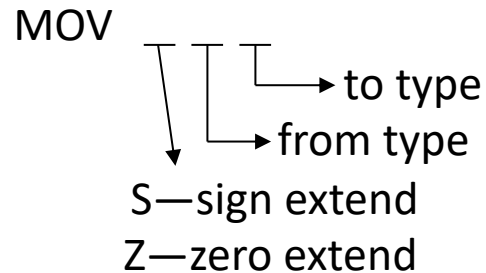 MOV _ _ _
to type
from type
S—sign extend
Z—zero extend